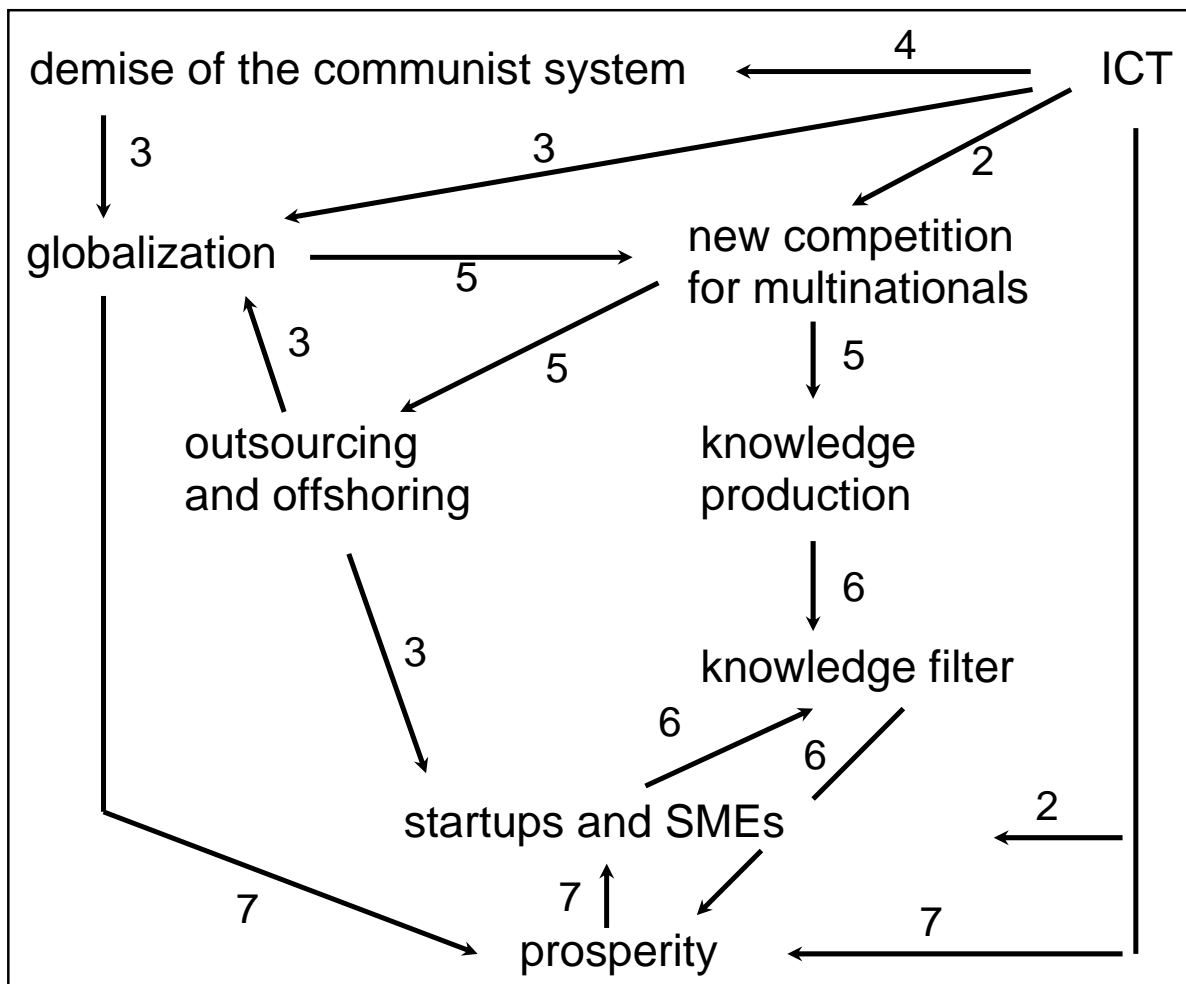 demise of the communist system
4
ICT
3
3
2
globalization
5
new competition
for multinationals
3
5
5
outsourcing
and offshoring
knowledge
production
6
3
knowledge filter
6
6
startups and SMEs
2
7
7
7
prosperity